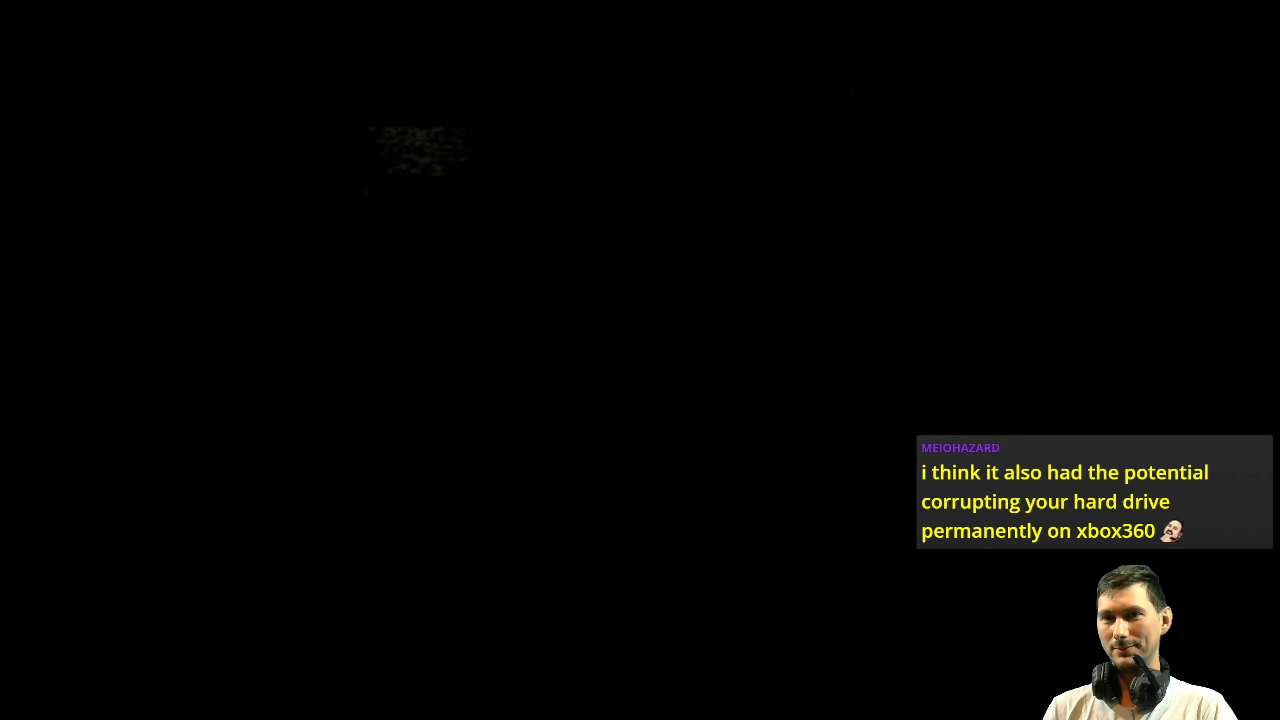 MEIOHAZARD
i think it also had the potential
corrupting your hard drive
permanently on xbox360